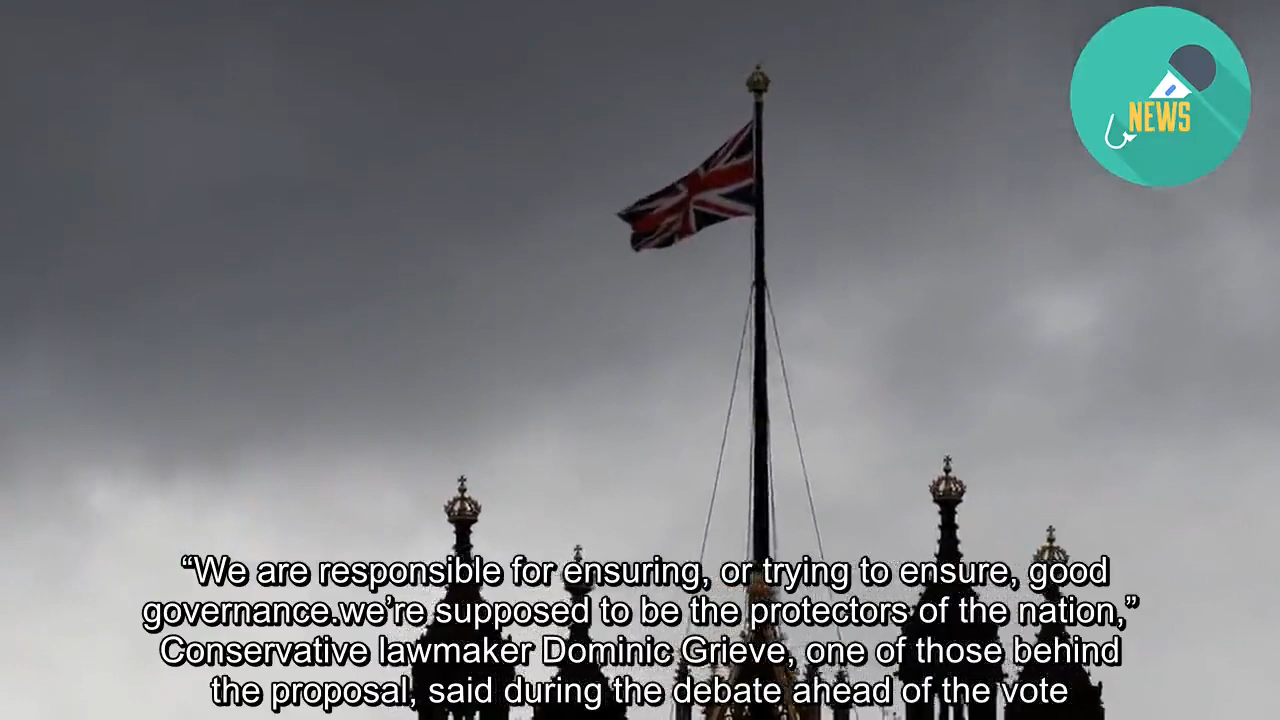 NEWS
“We are responsible for ensuring, or trying to ensure, good
governance.we’re supposed to be the protectors of the nation,”
Conservative lawmaker Dominic Grieve, one of those behind
the proposal, said during the debate ahead of the vote